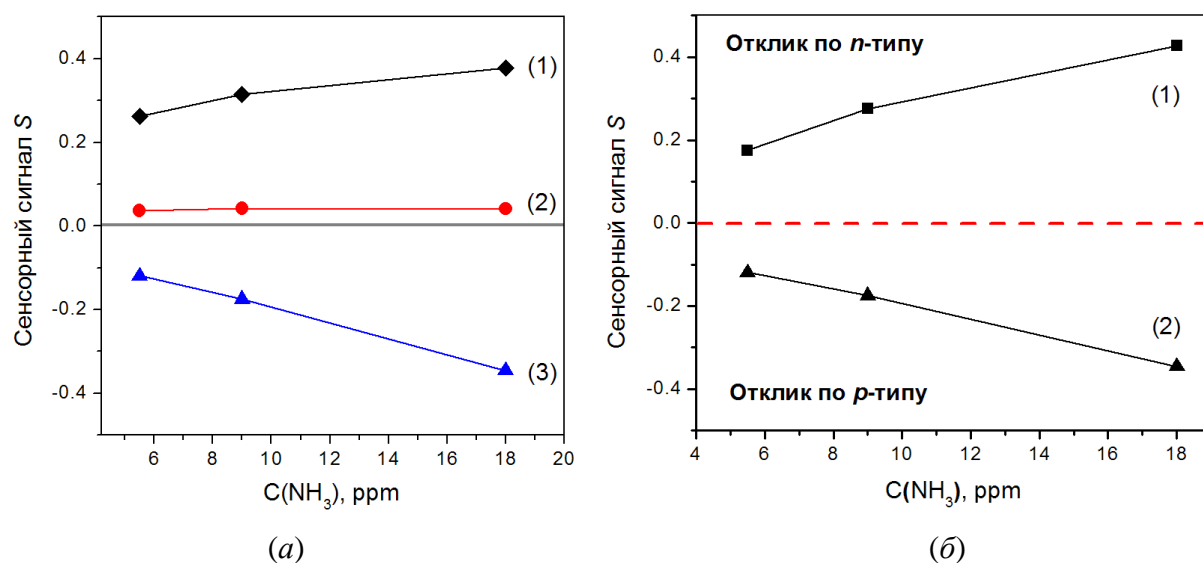 Сенсорный сигнал S
0.4
0.2
0.0
-0.2
-0.4
(1)
(2)
(3)
6 8 10 12 14 16 18 20
C(NH₃), ppm
(а)
Отклик по n-типу
Сенсорный сигнал S
0.4
0.2
0.0
-0.2
-0.4
(1)
(2)
Отклик по p-типу
4 6 8 10 12 14 16 18
C(NH₃), ppm
(б)